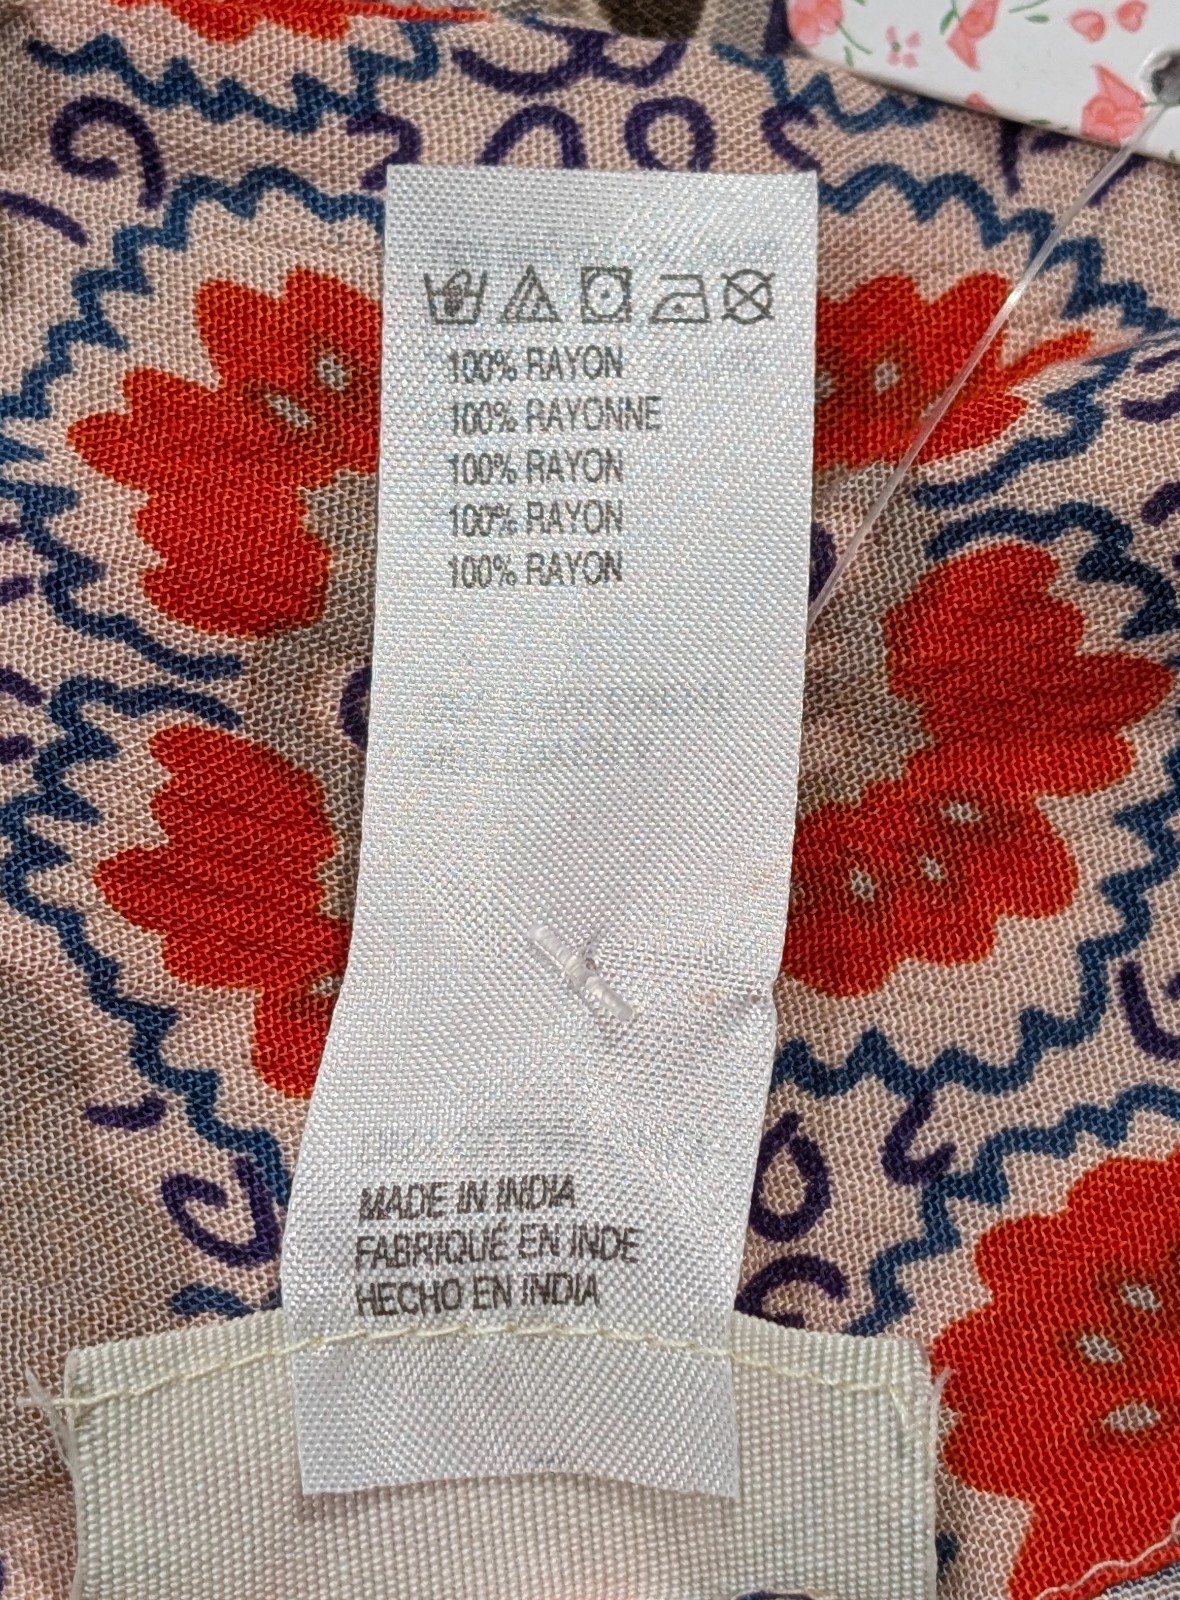 100% RAYON
100% RAYONNE
100% RAYON
100% RAYON
100% RAYON
MADE IN INDIA
FABRIQUÉ EN INDE
HECHO EN INDIA